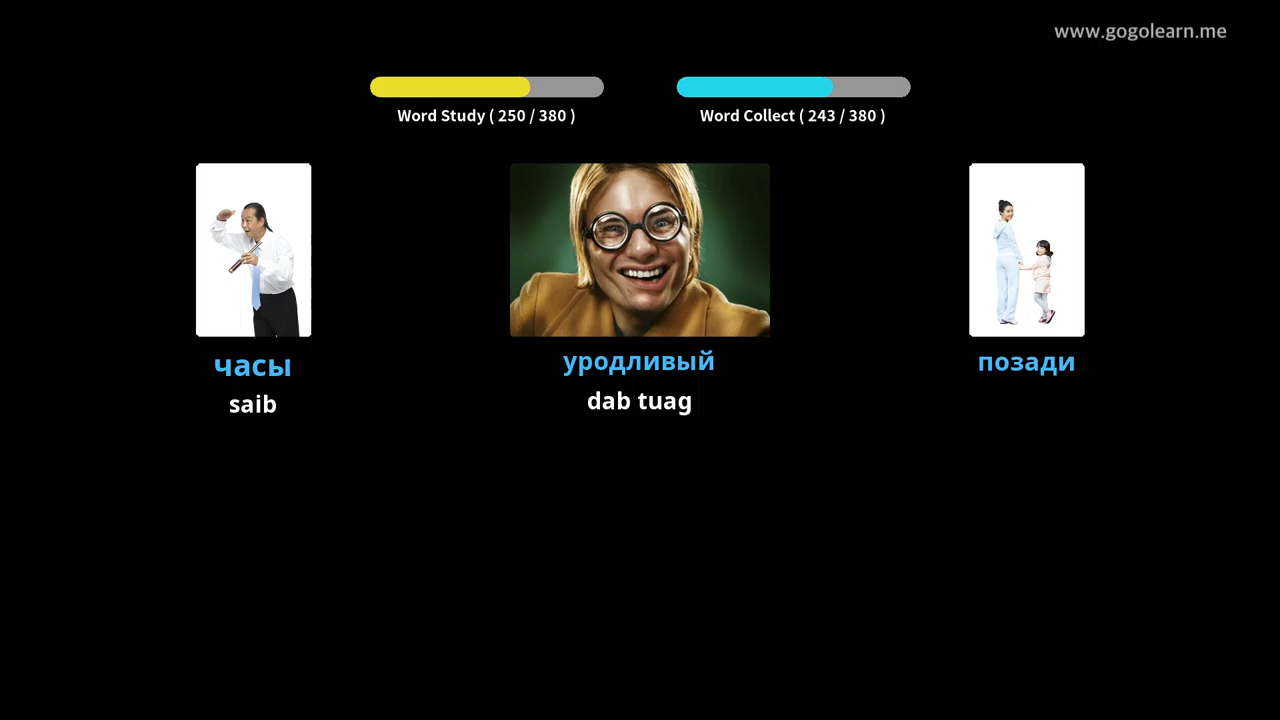 www.gogolearn.me
Word Study ( 250 / 380 )
Word Collect ( 243 / 380 )
часы
saib
уродливый
dab tuag
позади